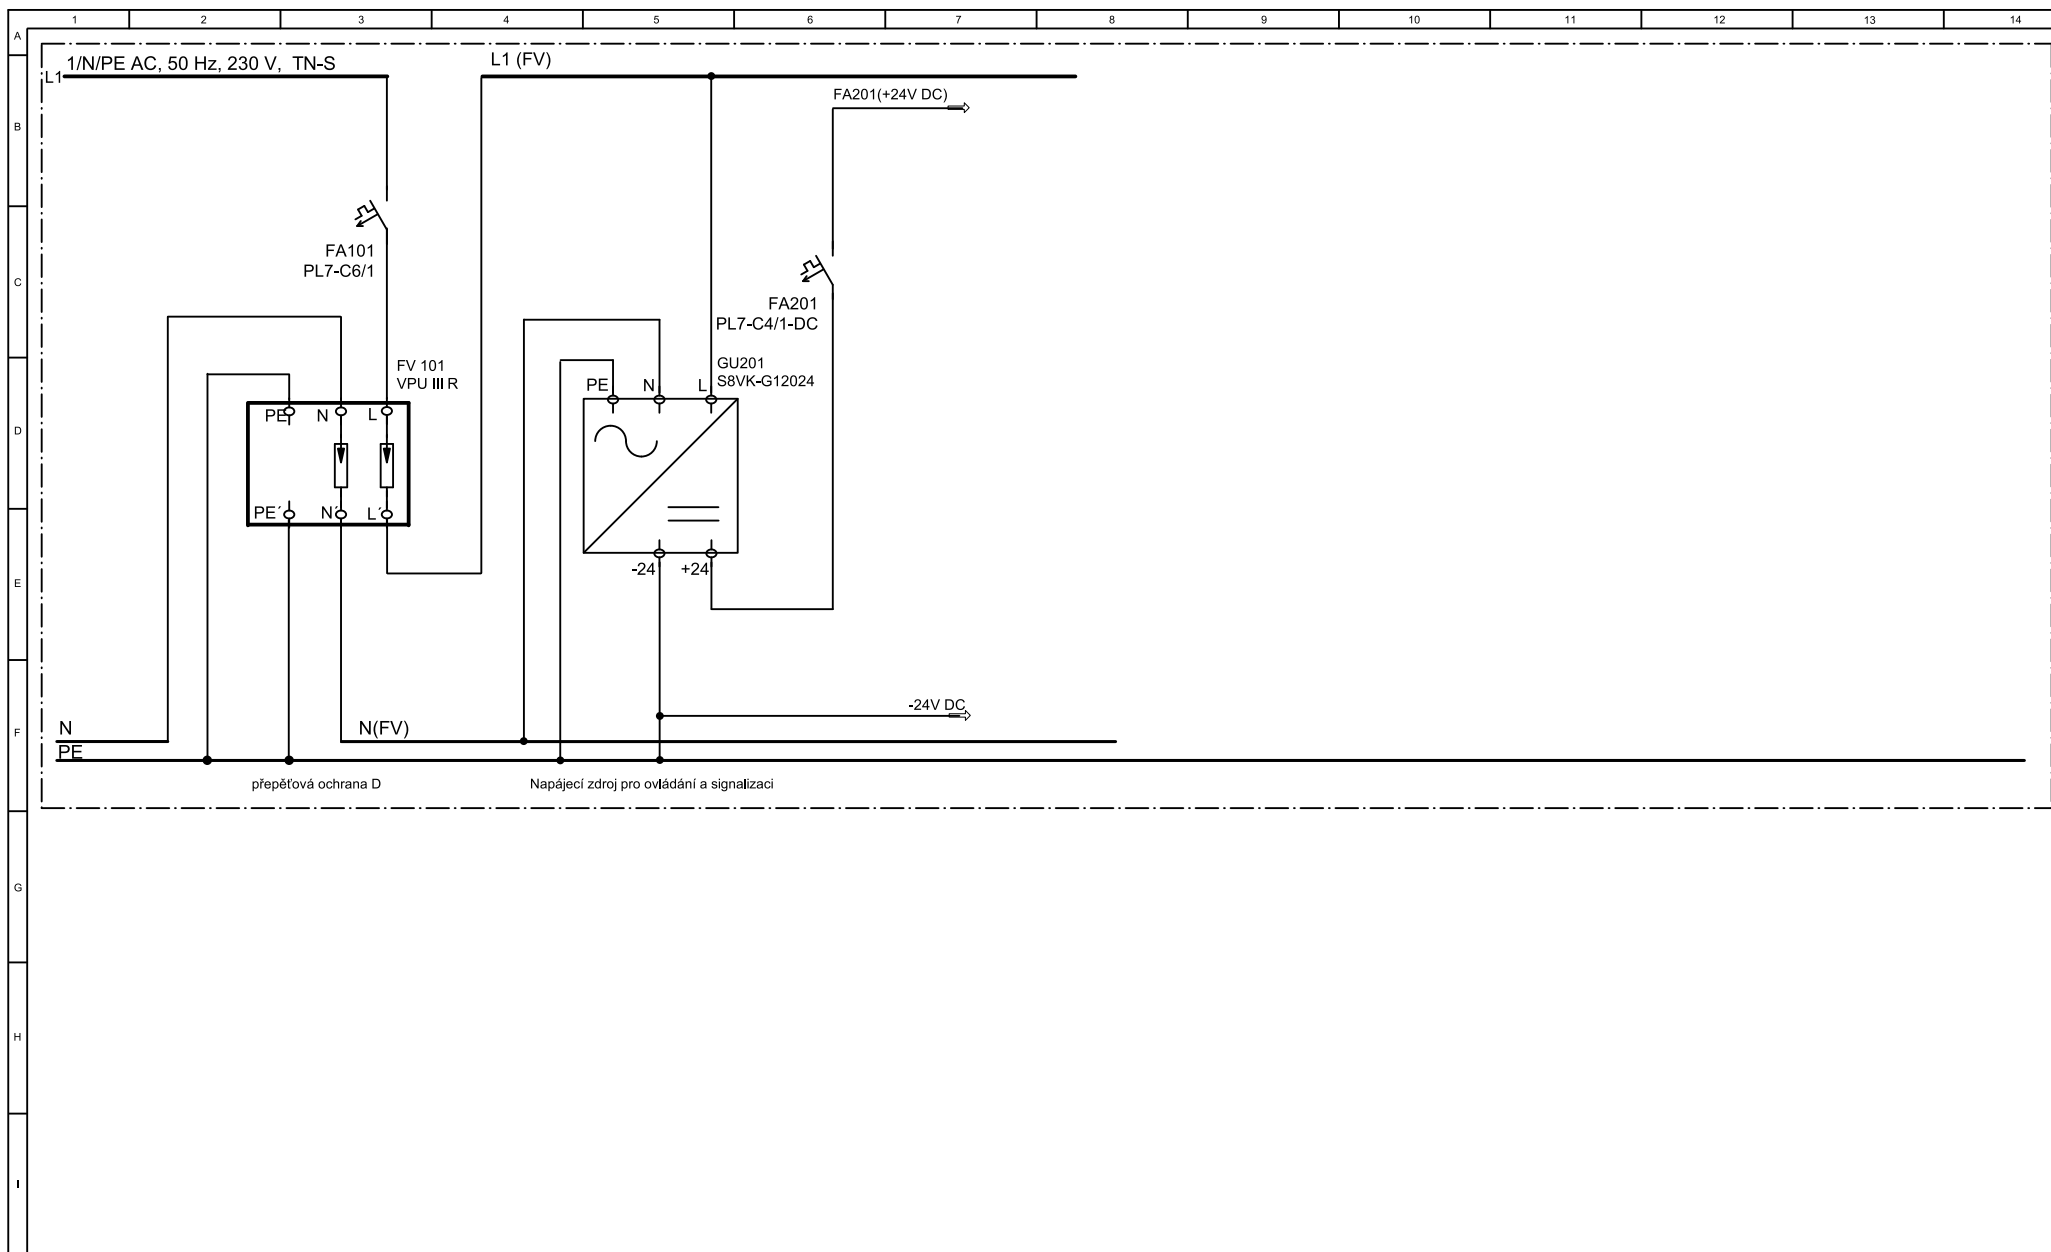 1 2 3 4 5 6 7 8 9 10 11 12 13 14
A
1/N/PE AC, 50 Hz, 230 V, TN-S
L1 (FV)
L1
FA201(+24V DC)
B
FA101
PL7-C6/1
C
FA201
PL7-C4/1-DC
FV 101
VPU III R
GU201
S8VK-G12024
PE N L
PE N L
D
PE´ N´ L´
-24 +24
E
-24V DC
N
N(FV)
F
PE
přepěťová ochrana D
Napájecí zdroj pro ovládání a signalizaci
G
H
I